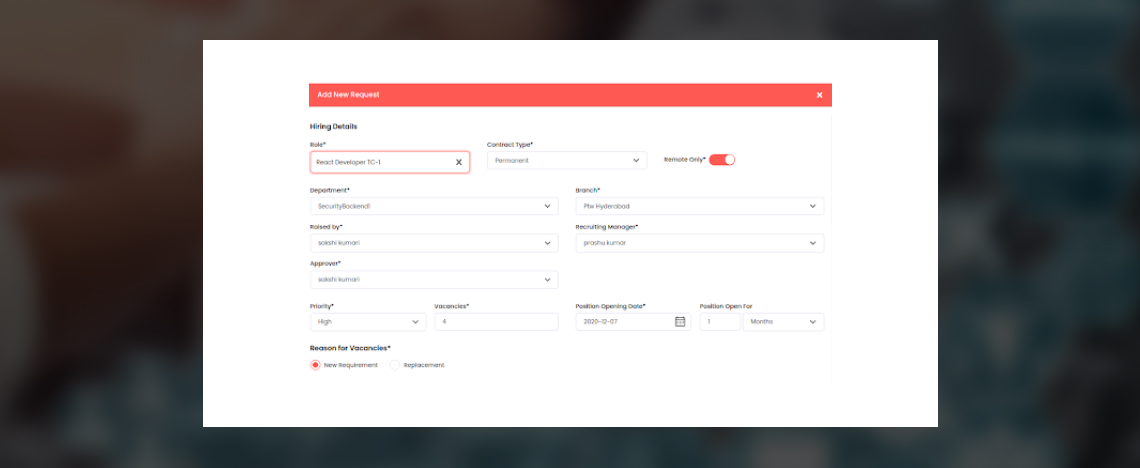 Add New Request
Hiring Details
Role* Contract Type*
React Developer TC-1 Permanent Remote Only*
Department* Branch*
SecurityBackend1 Ptw Hyderabad
Raised by* Recruiting Manager*
sakshi kumari prashu kumar
Approver*
sakshi kumari
Priority* Vacancies* Position Opening Date* Position Open For
High 4 2020-12-07 1 Months
Reason for Vacancies*
New Requirement Replacement